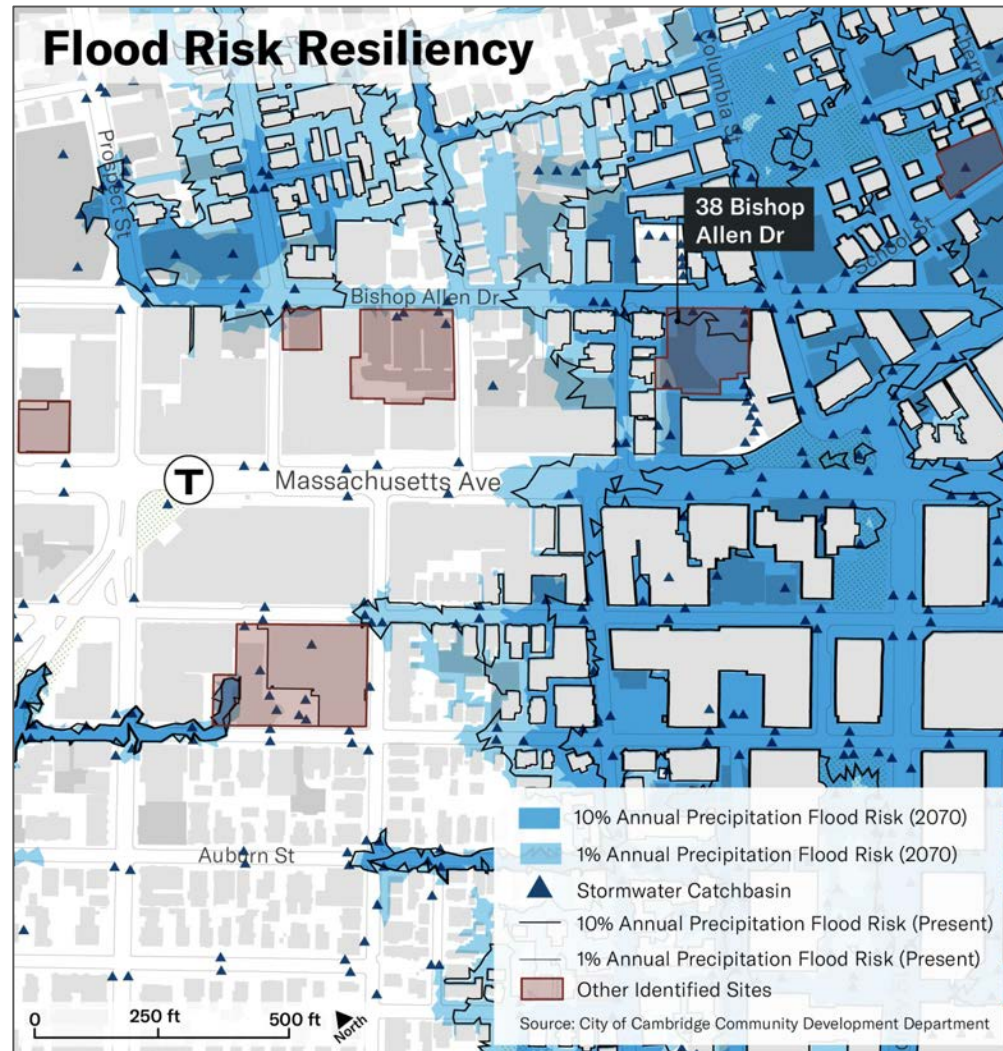 Flood Risk Resiliency
Columbia St
Cherry St
Prospect St
38 Bishop
Allen Dr
School St
Bishop Allen Dr
T
Massachusetts Ave
10% Annual Precipitation Flood Risk (2070)
1% Annual Precipitation Flood Risk (2070)
Auburn St
Stormwater Catchbasin
10% Annual Precipitation Flood Risk (Present)
1% Annual Precipitation Flood Risk (Present)
Other Identified Sites
0
250 ft
500 ft
North
Source: City of Cambridge Community Development Department